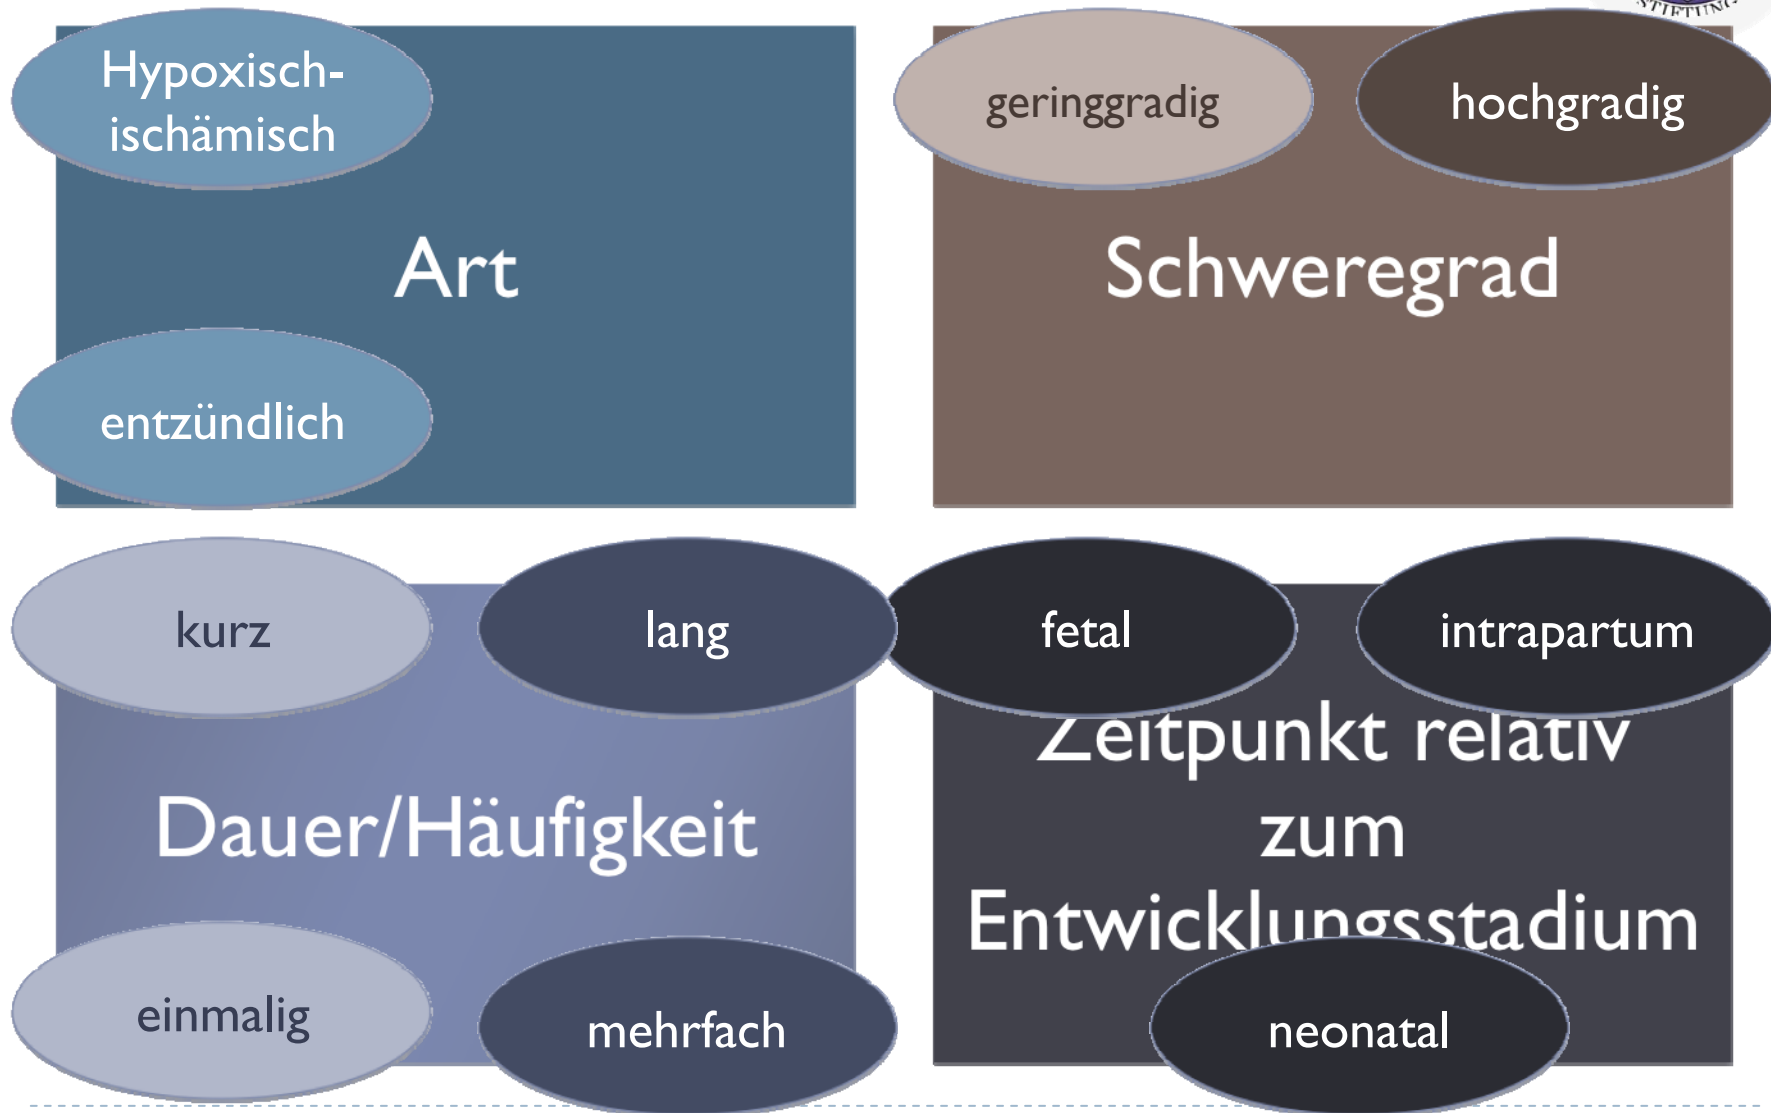 STIFTUNG
Hypoxisch-
ischämisch
Art
entzündlich
geringgradig
hochgradig
Schweregrad
kurz
lang
Dauer/Häufigkeit
einmalig
mehrfach
fetal
intrapartum
Zeitpunkt relativ
zum
Entwicklungsstadium
neonatal